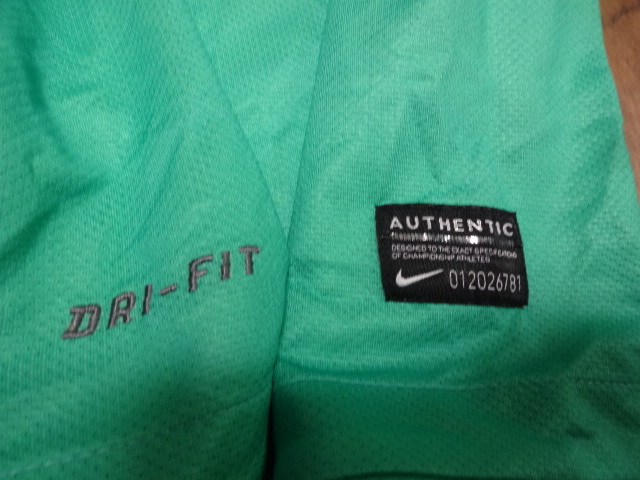 DRI-FIT
AUTHENTIC
DESIGNED TO THE EXACT SPECIFICATIONS
OF CHAMPIONSHIP ATHLETES
012026781